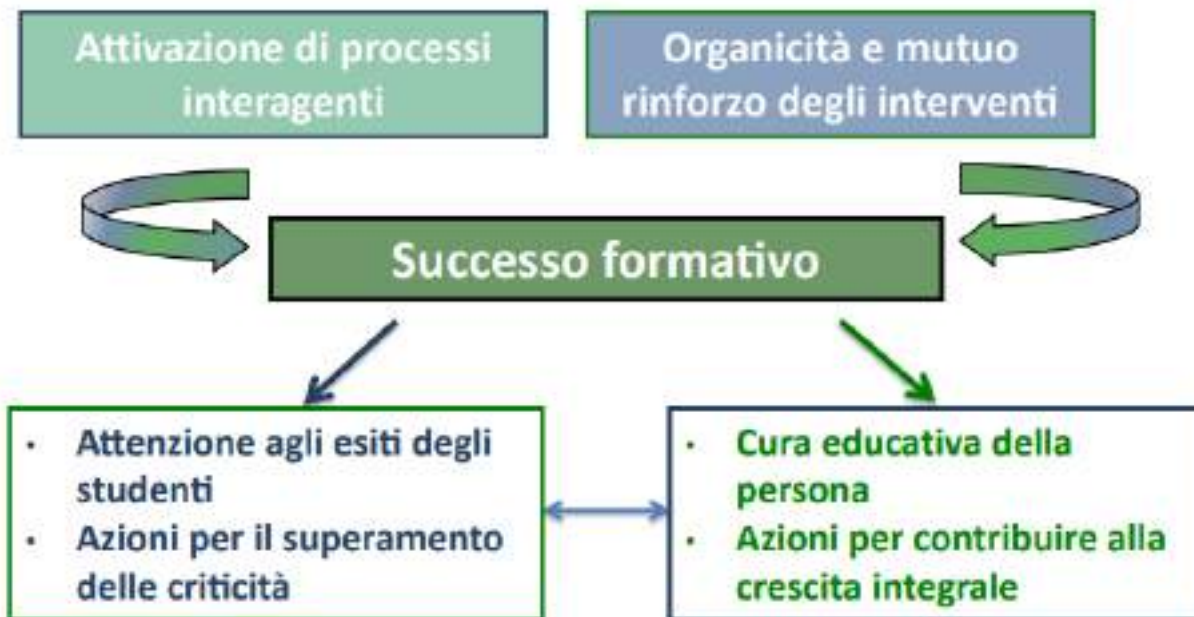 Attivazione di processi
interagenti
Organicità e mutuo
rinforzo degli interventi
Successo formativo
· Attenzione agli esiti degli
studenti
· Azioni per il superamento
delle criticità
· Cura educativa della
persona
· Azioni per contribuire alla
crescita integrale